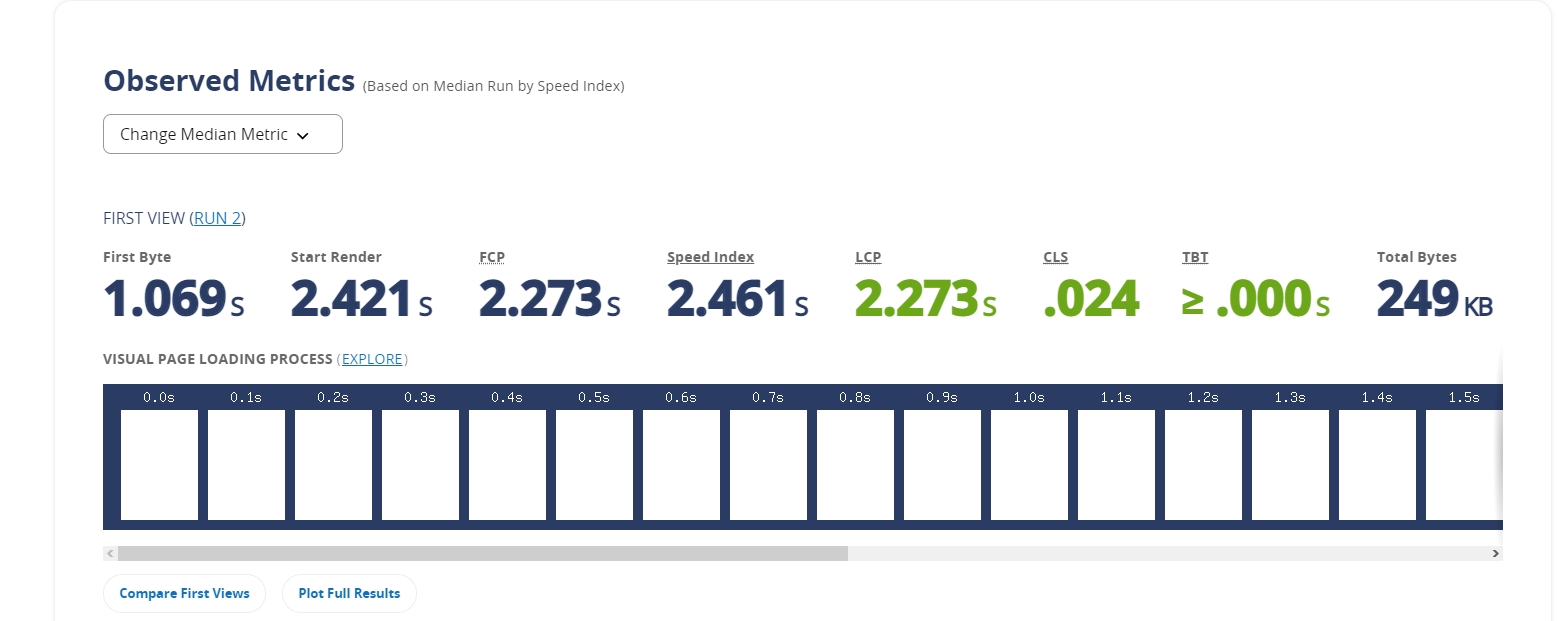 Observed Metrics (Based on Median Run by Speed Index)
Change Median Metric
FIRST VIEW (RUN 2)
First Byte Start Render FCP Speed Index LCP CLS TBT Total Bytes
1.069 S 2.421 S 2.273 S 2.461 S 2.273 S .024 ≥ .000 S 249 KB
VISUAL PAGE LOADING PROCESS (EXPLORE)
0.0s 0.1s 0.2s 0.3s 0.4s 0.5s 0.6s 0.7s 0.8s 0.9s 1.0s 1.1s 1.2s 1.3s 1.4s 1.5s
Compare First Views Plot Full Results